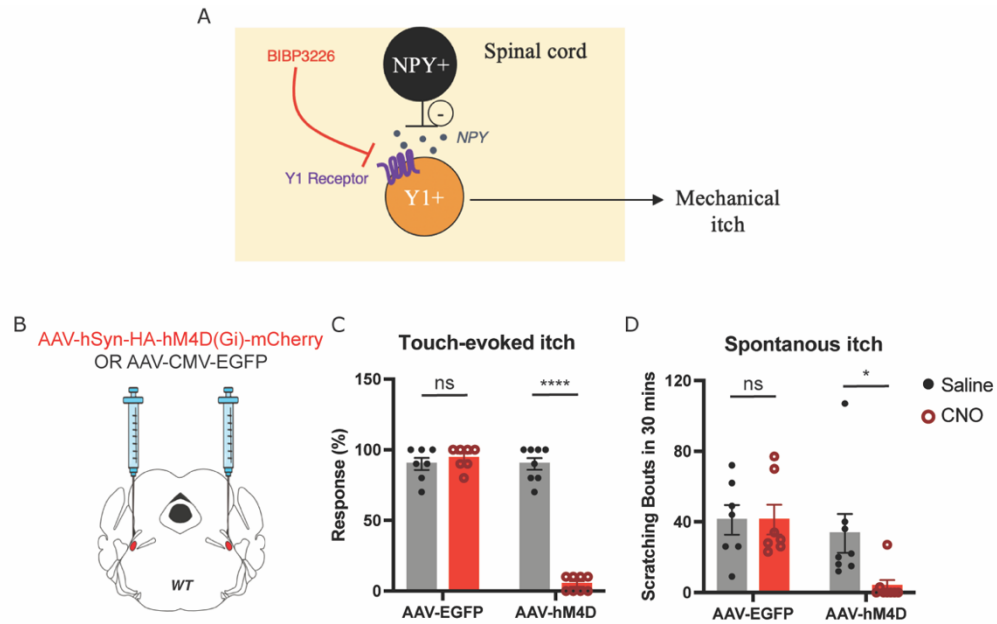 A
BIBP3226
NPY+
Spinal cord
-
NPY
Y1 Receptor
Y1+
Mechanical
itch
B
AAV-hSyn-HA-hM4D(Gi)-mCherry
OR AAV-CMV-EGFP
WT
C
Touch-evoked itch
Response (%)
150
100
50
0
ns
****
AAV-EGFP
AAV-hM4D
D
Spontanous itch
Scratching Bouts in 30 mins
120
80
40
0
ns
*
AAV-EGFP
AAV-hM4D
Saline
CNO